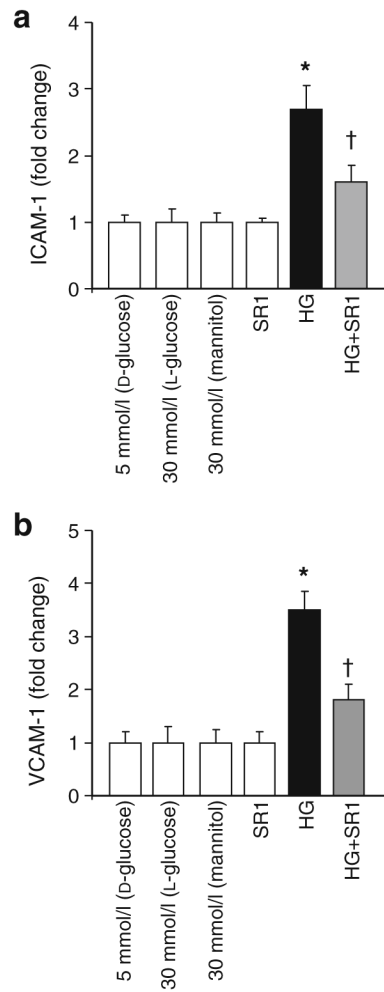 a
ICAM-1 (fold change)
4
3
2
1
0
*
†
5 mmol/l (D-glucose)
30 mmol/l (L-glucose)
30 mmol/l (mannitol)
SR1
HG
HG+SR1
b
VCAM-1 (fold change)
5
4
3
2
1
0
*
†
5 mmol/l (D-glucose)
30 mmol/l (L-glucose)
30 mmol/l (mannitol)
SR1
HG
HG+SR1